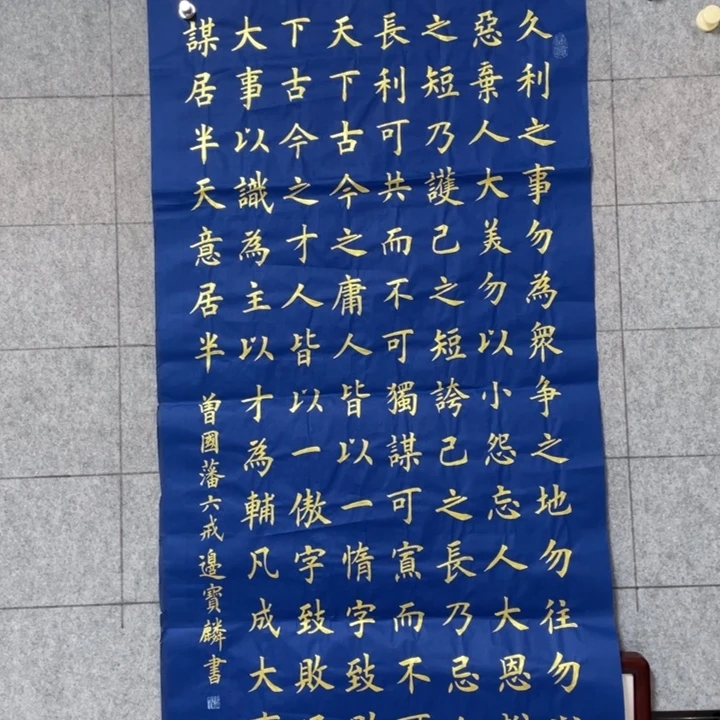 久利之事勿為眾争之地勿往勿
惡棄人大美勿以小怨忘人大恩
之短乃護己之短誇己之長乃忌
長利可共而不可獨謀可寡而不
天下古今之庸人皆以一惰字致
下古今之才人皆以一傲字致敗
大事以識為主以才為輔凡成大
謀居半天意居半 曾國藩六戒邊寶麟書